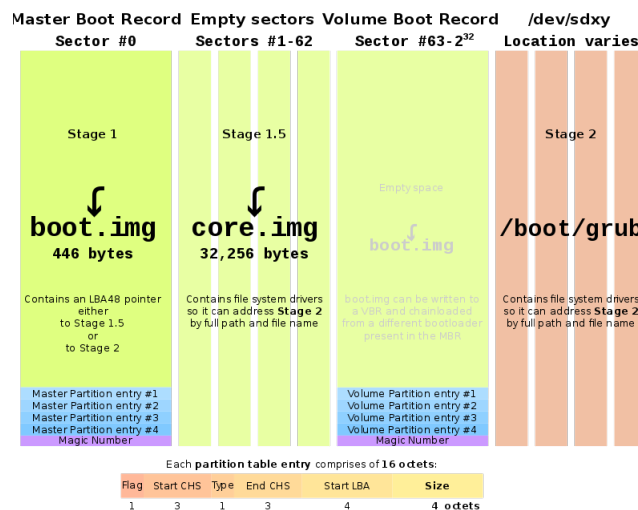 Master Boot Record
Sector #0
Stage 1
boot.img
446 bytes
Contains an LBA48 pointer
either
to Stage 1.5
or
to Stage 2
Master Partition entry #1
Master Partition entry #2
Master Partition entry #3
Master Partition entry #4
Magic Number
Empty sectors
Sectors #1-62
Stage 1.5
core.img
32,256 bytes
Contains file system drivers
so it can address Stage 2
by full path and file name
Volume Boot Record
Sector #63-2³²
Empty space
boot.img
boot.img can be written to
a VBR and chainloaded
from a different bootloader
present in the MBR
Volume Partition entry #1
Volume Partition entry #2
Volume Partition entry #3
Volume Partition entry #4
Magic Number
/dev/sdxy
Location varies
Stage 2
/boot/grub
Contains file system drivers
so it can address Stage 2
by full path and file name
Each partition table entry comprises of 16 octets:
Flag Start CHS Type End CHS Start LBA Size
1 3 1 3 4 4 octets